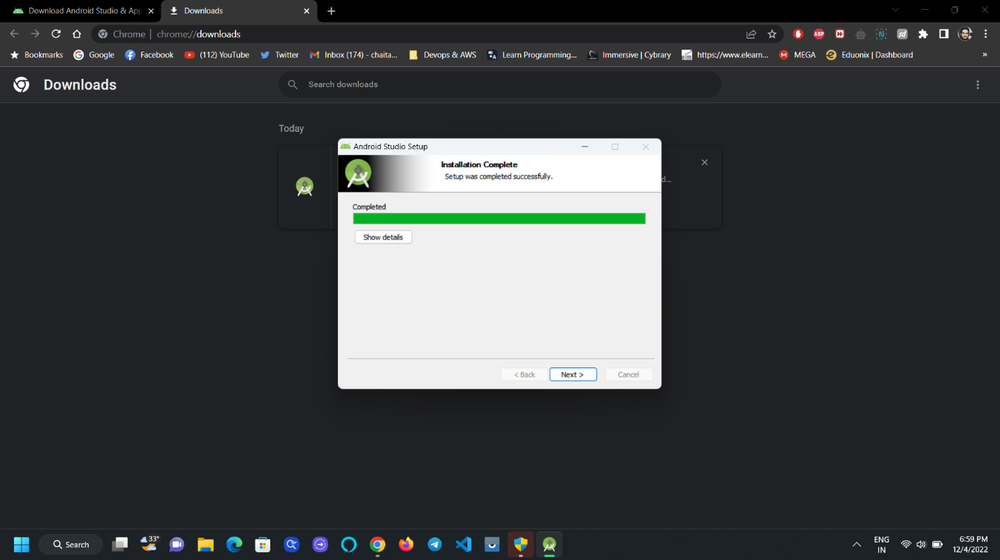 Download Android Studio & App
Downloads
Chrome | chrome://downloads
ABP
N
sd
Bookmarks
Google
Facebook
(112) YouTube
Twitter
Inbox (174) - chaita...
Devops & AWS
Learn Programming...
Immersive | Cybrary
https://www.elearn...
MEGA
Eduonix | Dashboard
»
Downloads
Search downloads
Today
d...
Android Studio Setup
Installation Complete
Setup was completed successfully.
Completed
Show details
< Back
Next >
Cancel
Search
33°
ENG
IN
6:59 PM
12/4/2022